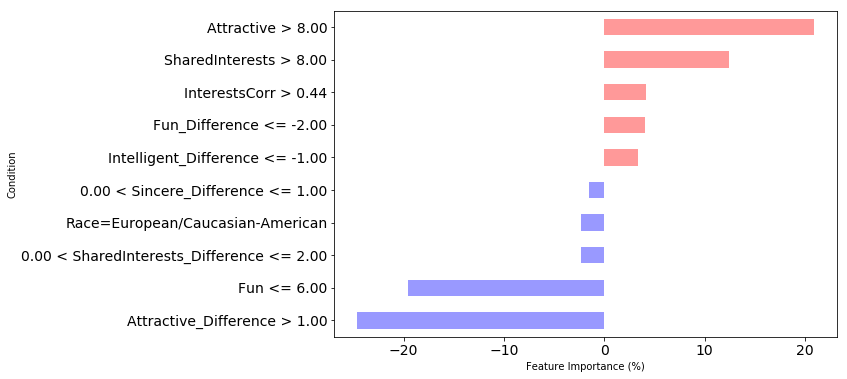 Attractive > 8.00
SharedInterests > 8.00
InterestsCorr > 0.44
Fun_Difference <= -2.00
Intelligent_Difference <= -1.00
0.00 < Sincere_Difference <= 1.00
Race=European/Caucasian-American
0.00 < SharedInterests_Difference <= 2.00
Fun <= 6.00
Attractive_Difference > 1.00
Condition
−20 −10 0 10 20
Feature Importance (%)